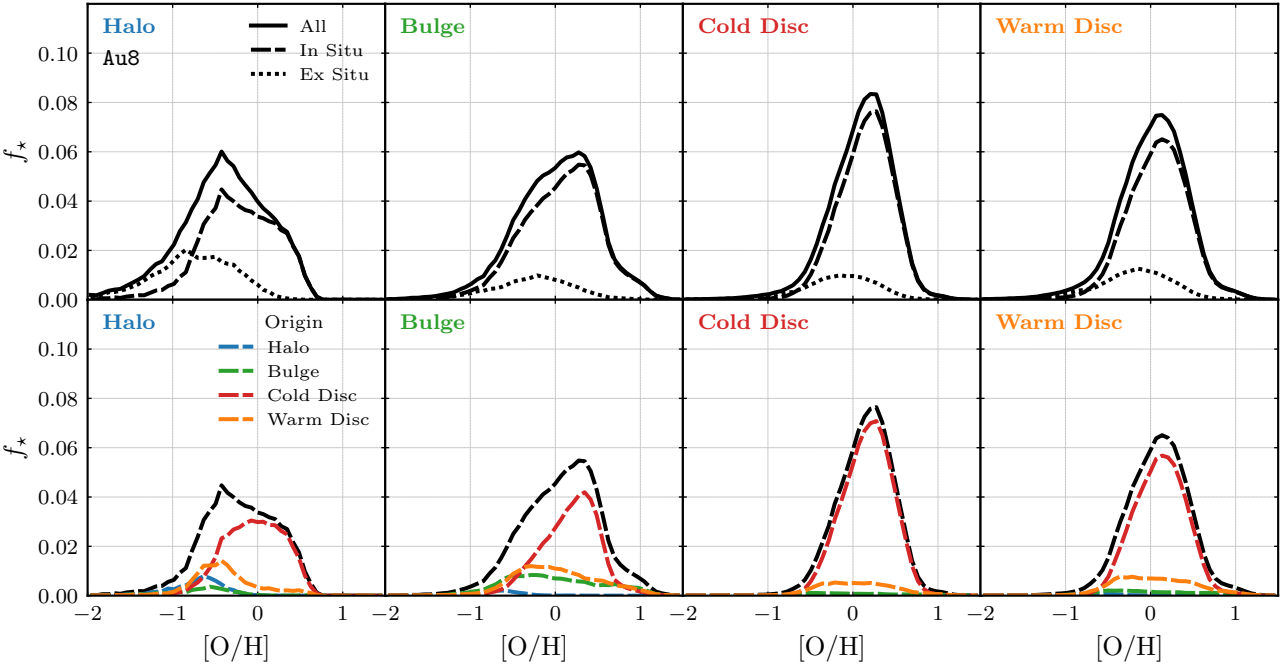 Halo
Au8
All
In Situ
Ex Situ
Bulge
Cold Disc
Warm Disc
0.10
0.08
0.06
0.04
0.02
0.00
f⋆
Halo
Origin
Halo
Bulge
Cold Disc
Warm Disc
Bulge
Cold Disc
Warm Disc
0.10
0.08
0.06
0.04
0.02
0.00
f⋆
−2 −1 0 1 −2 −1 0 1 −2 −1 0 1 −2 −1 0 1
[O/H] [O/H] [O/H] [O/H]